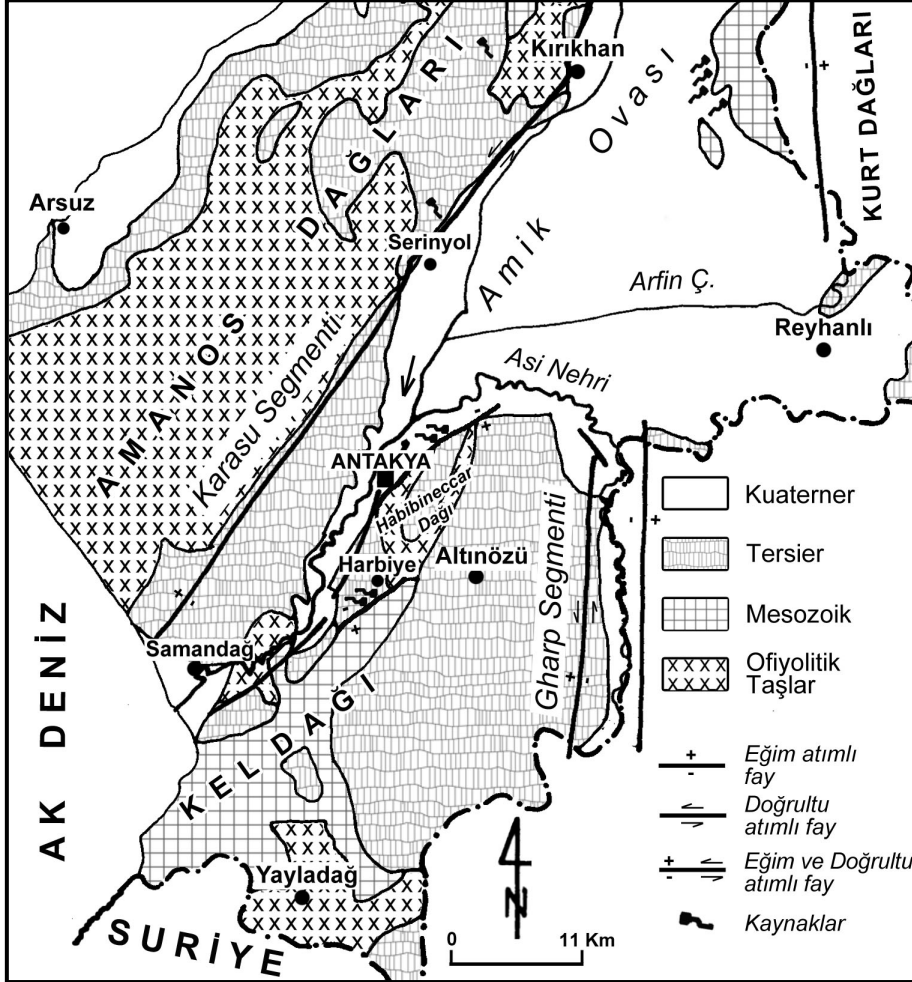 Kırıkhan
Ovası
KURT DAĞLARI
DAĞLARI
Arsuz
Serinyol
Amik
Arfin Ç.
Reyhanlı
AMANOS
Karasu Segmenti
Asi Nehri
ANTAKYA
Habibineccar
Dağı
Harbiye
Altınözü
Gharp Segmenti
Samandağ
AK DENİZ
KELDAĞI
Yayladağ
SURİYE
Kuaterner
Tersier
Mesozoik
Ofiyolitik
Taşlar
Eğim atımlı
fay
Doğrultu
atımlı fay
Eğim ve Doğrultu
atımlı fay
Kaynaklar
N
0 11 Km